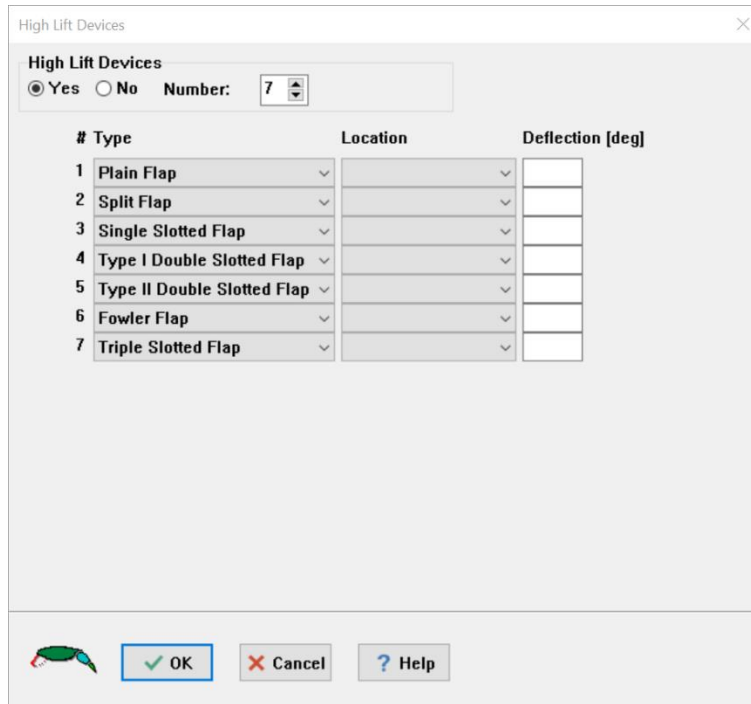 High Lift Devices
High Lift Devices
Yes No Number: 7
# Type Location Deflection [deg]
1 Plain Flap
2 Split Flap
3 Single Slotted Flap
4 Type I Double Slotted Flap
5 Type II Double Slotted Flap
6 Fowler Flap
7 Triple Slotted Flap
OK Cancel ? Help